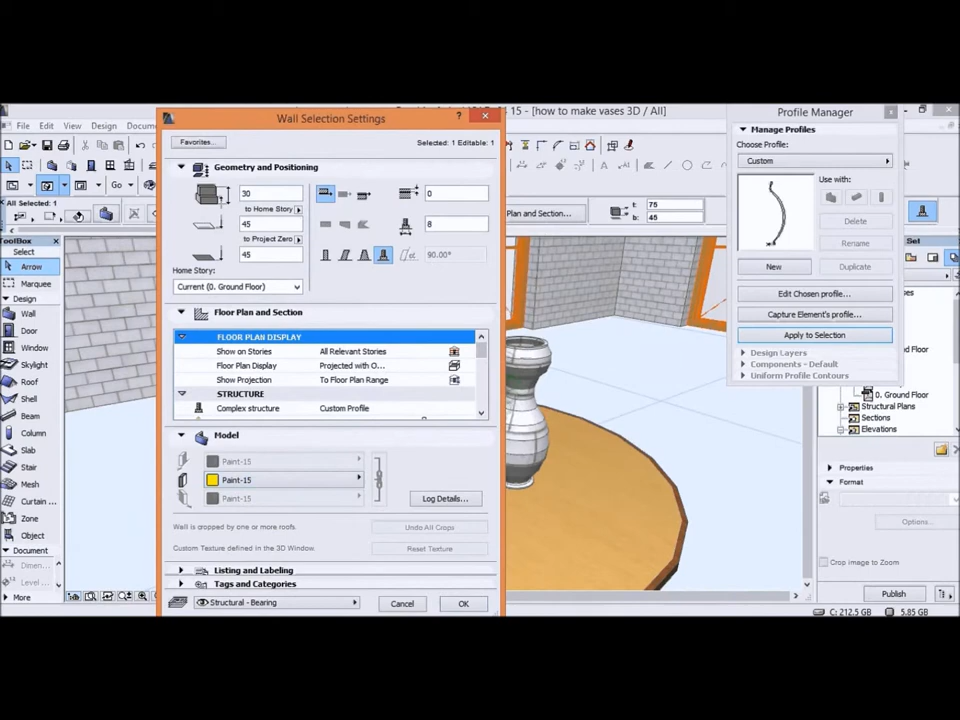 Wall Selection Settings
?
15 - [how to make vases 3D / All]
Profile Manager
File Edit View Design
Favorites...
Selected: 1 Editable: 1
Manage Profiles
Choose Profile:
Custom
Use with:
Delete
Rename
New
Duplicate
Edit Chosen profile...
Capture Element's profile...
Apply to Selection
Design Layers
Components - Default
Uniform Profile Contours
Go
All Selected: 1
ToolBox
Select
Arrow
Marquee
Design
Wall
Door
Window
Skylight
Roof
Shell
Beam
Column
Slab
Stair
Mesh
Curtain ...
Zone
Object
Document
Dimen...
Level ...
More
Geometry and Positioning
30
0
to Home Story
45
8
to Project Zero
45
90.00°
Home Story:
Current (0. Ground Floor)
Floor Plan and Section
FLOOR PLAN DISPLAY
Show on Stories All Relevant Stories
Floor Plan Display Projected with O...
Show Projection To Floor Plan Range
STRUCTURE
Complex structure Custom Profile
Model
Paint-15
Paint-15
Paint-15
Log Details...
Wall is cropped by one or more roofs.
Undo All Crops
Custom Texture defined in the 3D Window.
Reset Texture
Listing and Labeling
Tags and Categories
Structural - Bearing
Cancel
OK
Plan and Section...
t: 75
b: 45
Set
0. Ground Floor
Structural Plans
Sections
Elevations
Properties
Format
Options...
Crop image to Zoom
Publish
C: 212.5 G
5.85 GB